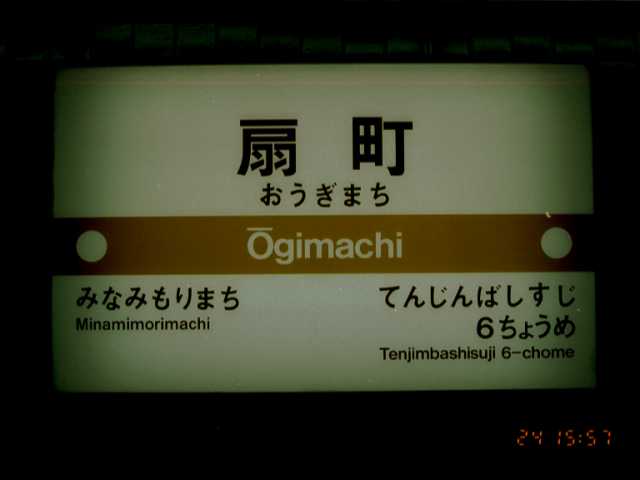 扇町
おうぎまち
Ōgimachi
みなみもりまち
Minamimorimachi
てんじんばしすじ
6ちょうめ
Tenjimbashisuji 6-chome
24 15:57